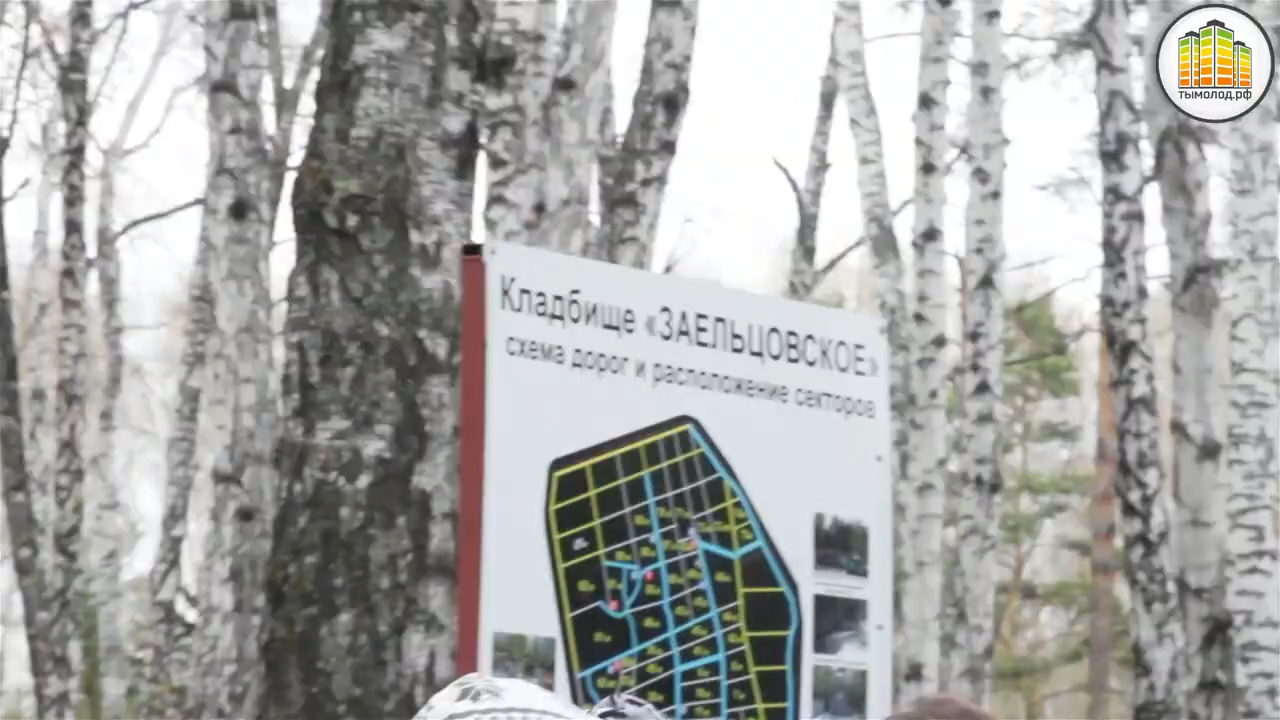 тымолод.рф
Кладбище «ЗАЕЛЬЦОВСКОЕ»
схема дорог и расположение секторов